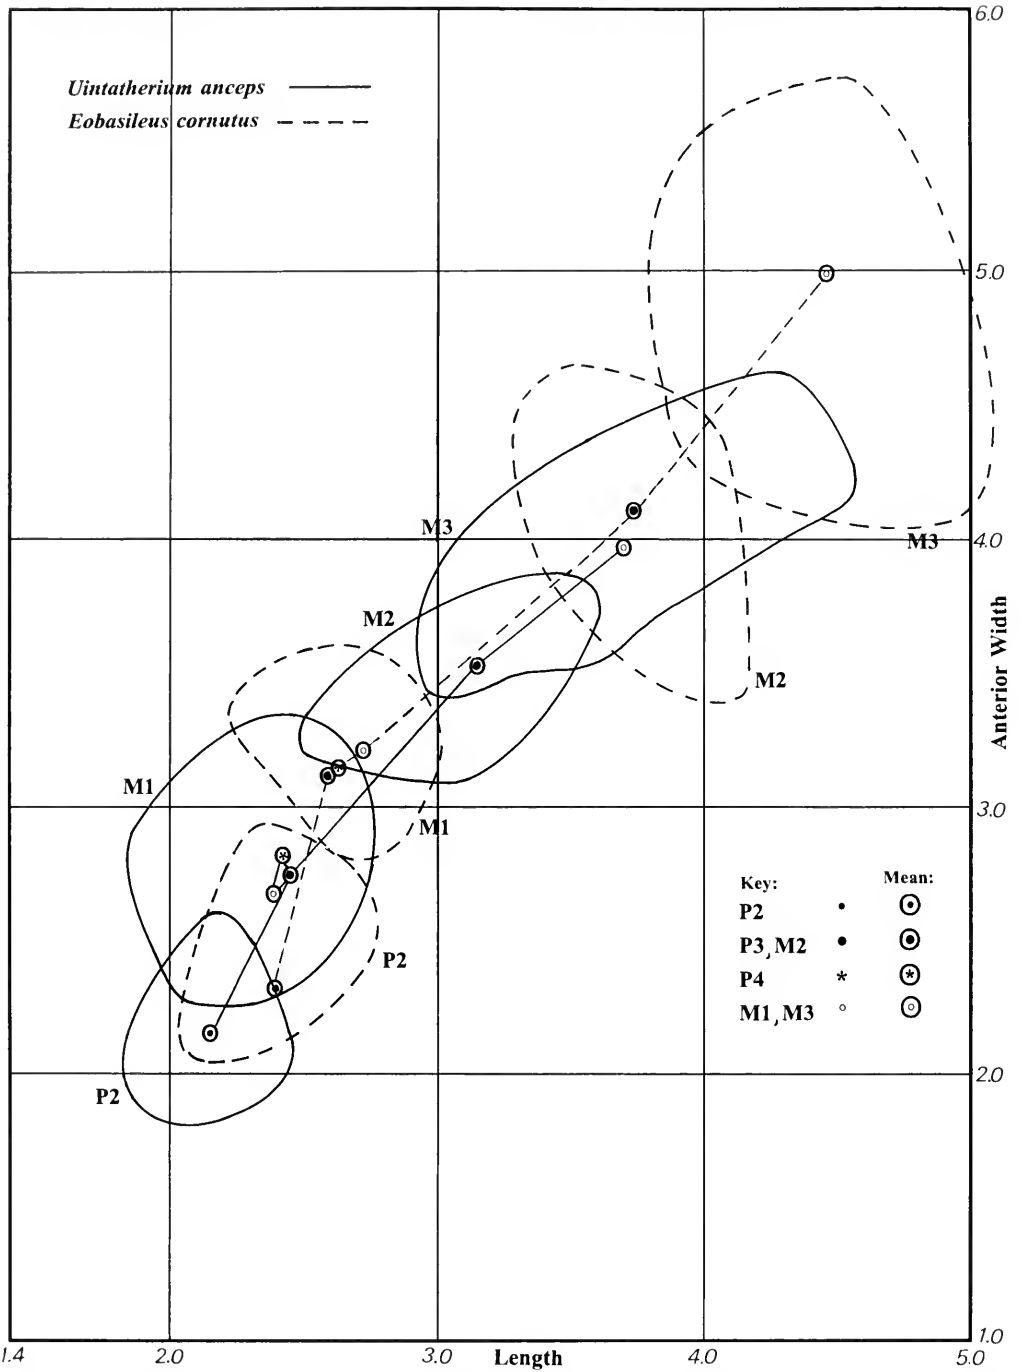 6.0
Uintatherium anceps
Eobasileus cornutus
5.0
M3
4.0
M3
M2
M2
Anterior Width
M1
3.0
M1
Key: Mean:
P2
P3, M2
P2
P4 *
M1, M3
2.0
P2
1.0
1.4 2.0 3.0 Length 4.0 5.0